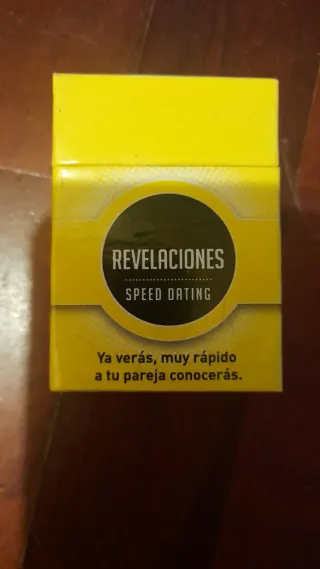 REVELACIONES
SPEED DATING
Ya verás, muy rápido
a tu pareja conocerás.